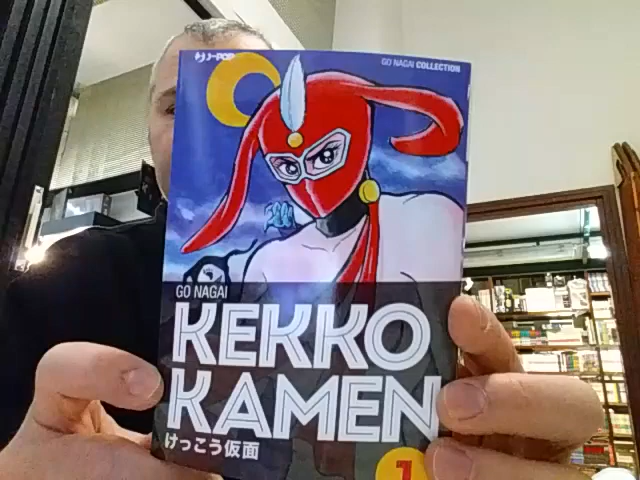 J-POP
GO NAGAI COLLECTION
GO NAGAI
KEKKO
KAMEN
けっこう仮面
1